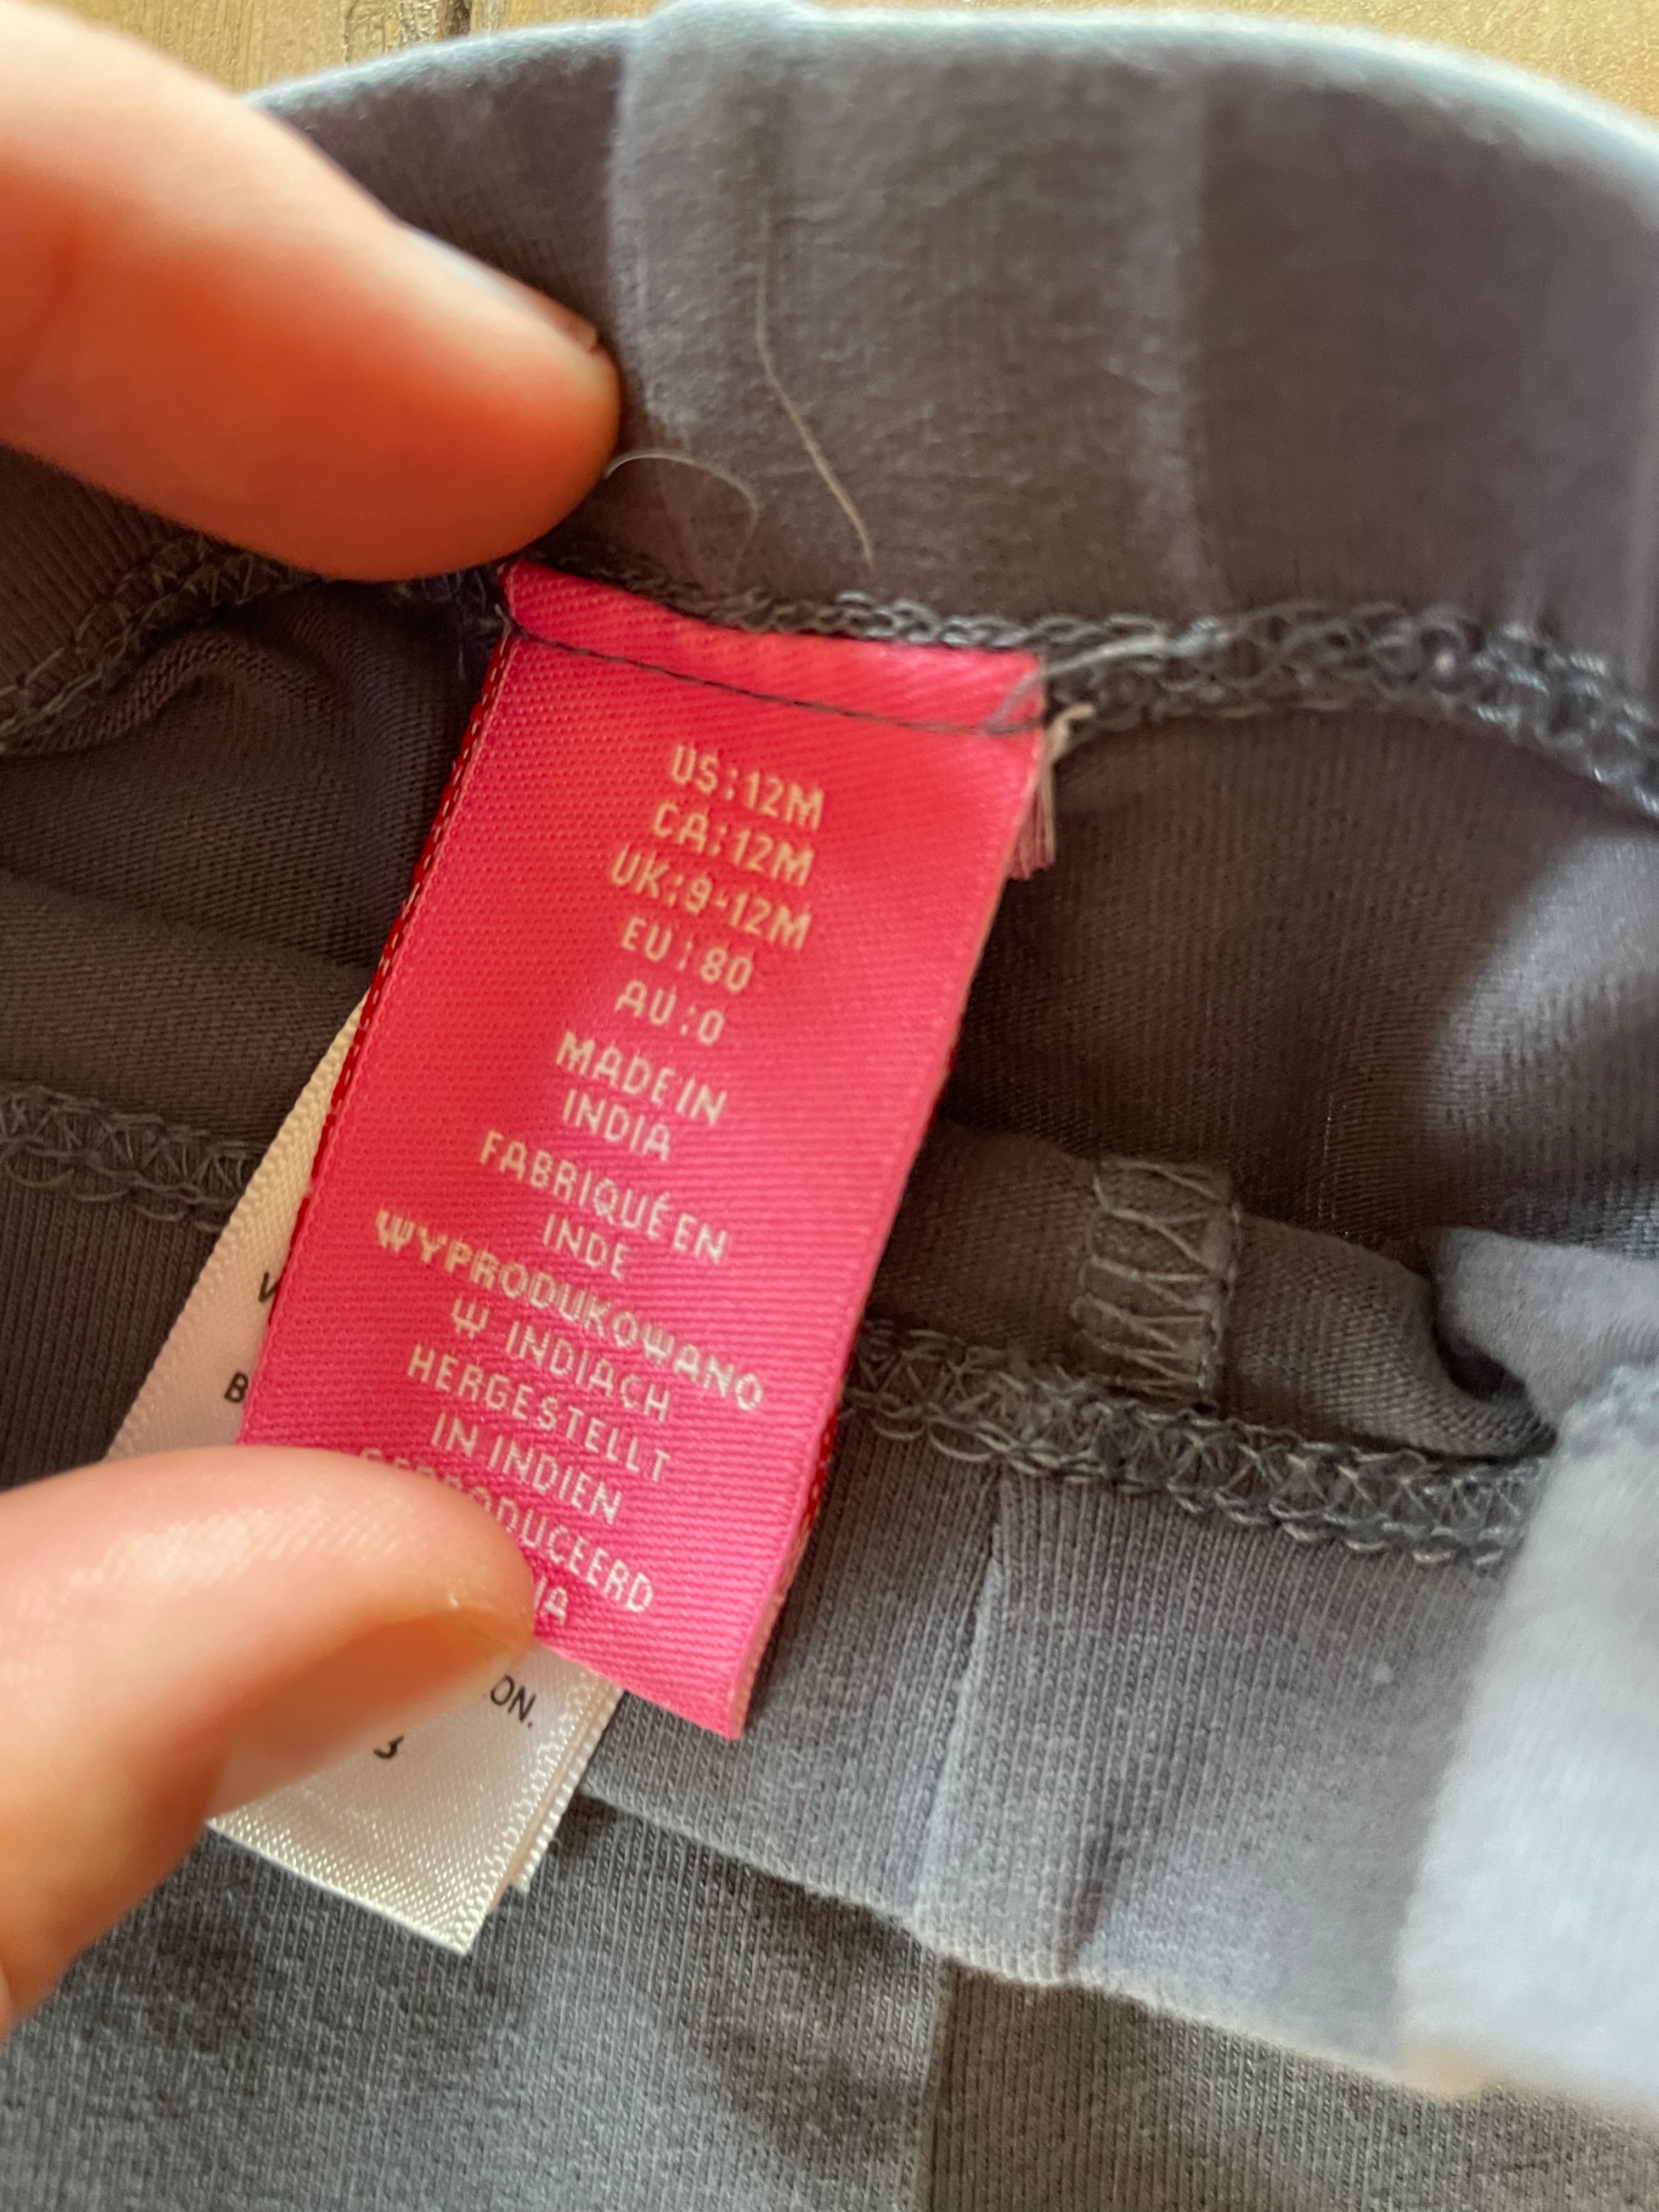 US:12M
CA:12M
UK:9-12M
EU:80
AU:0
MADE IN
INDIA
FABRIQUÉ EN
INDE
WYPRODUKOWANO
W INDIACH
HERGESTELLT
IN INDIEN